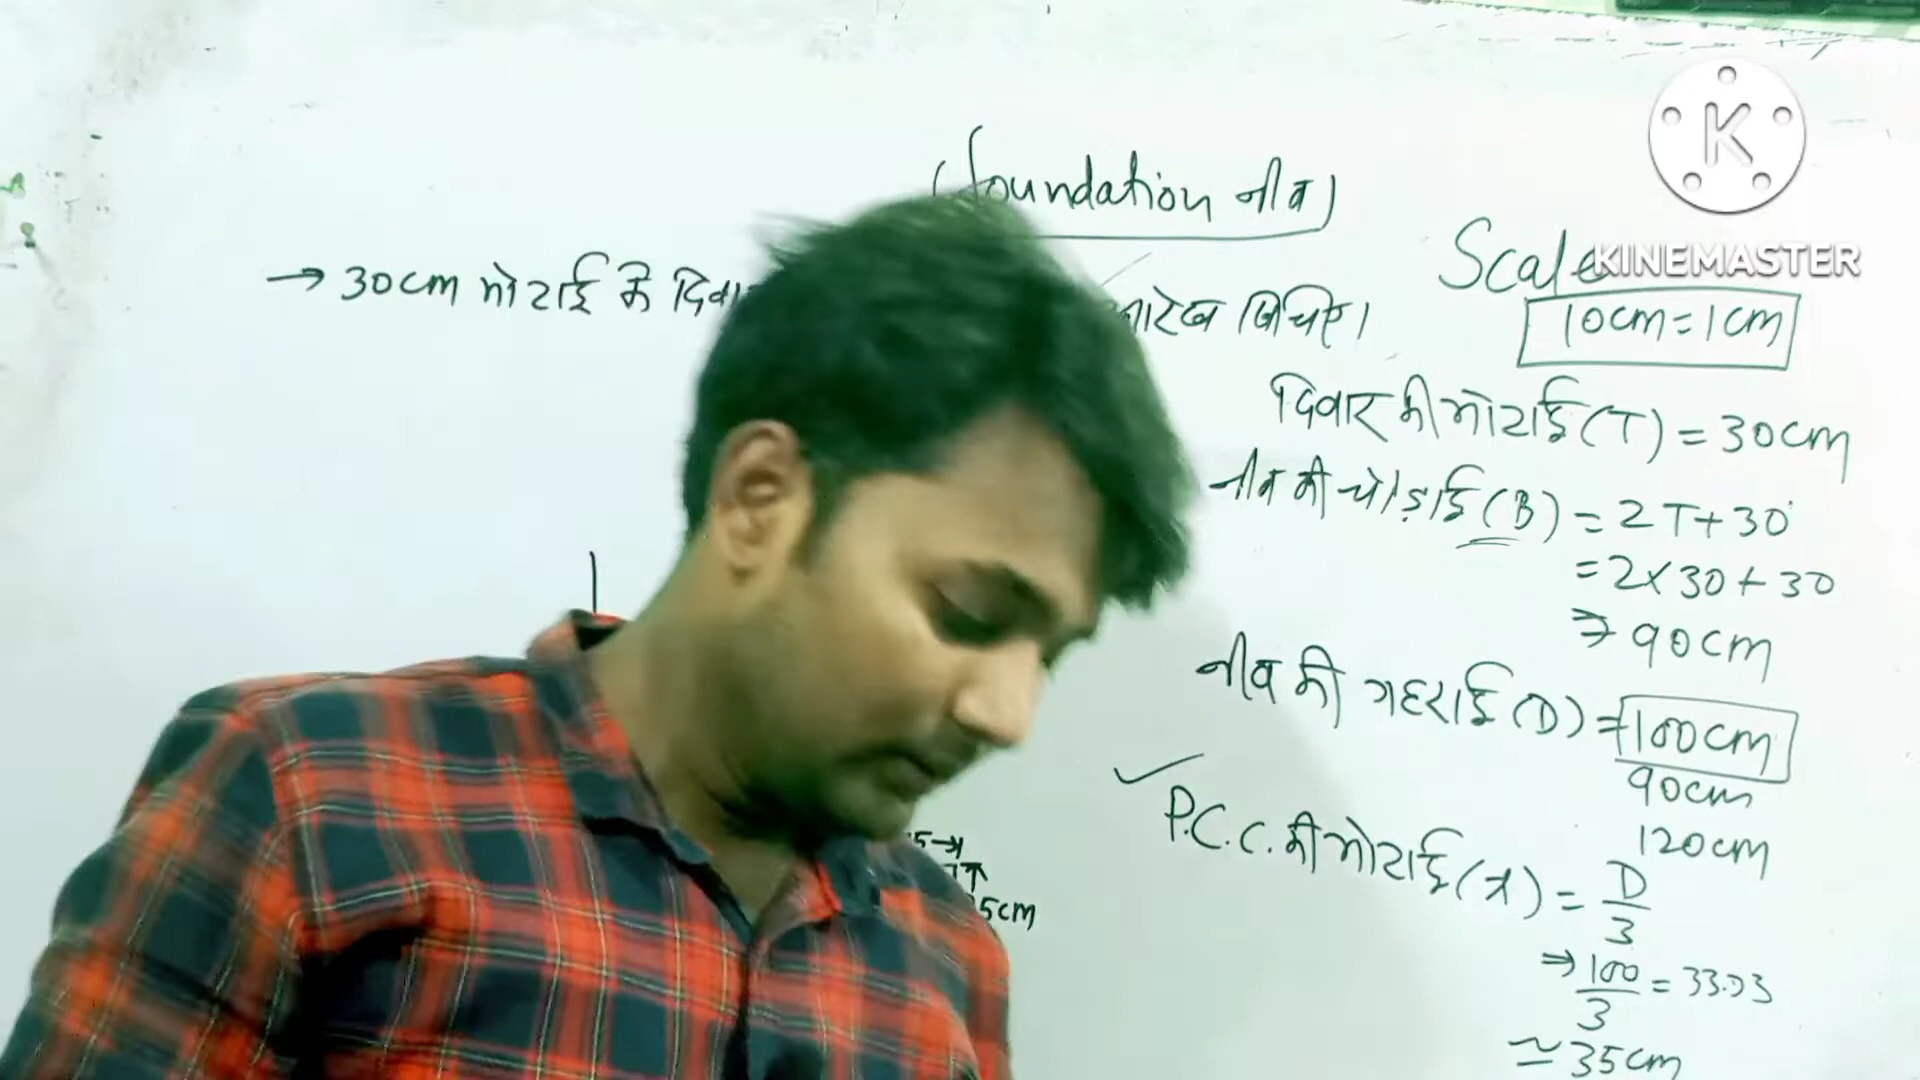 (foundation नीव)
→ 30cm मोटाई के
खिचिए।
KINEMASTER
Scale
10cm = 1cm
दिवार की मोटाई (T) = 30cm
नीव की चौड़ाई (B) = 2T+30
= 2×30+30
⇒ 90cm
नीव की गहराई (D) = 100cm
90cm
120cm
✓ P.C.C. की मोटाई (x) = D/3
⇒ 100/3 = 33.33
≃ 35cm
5cm